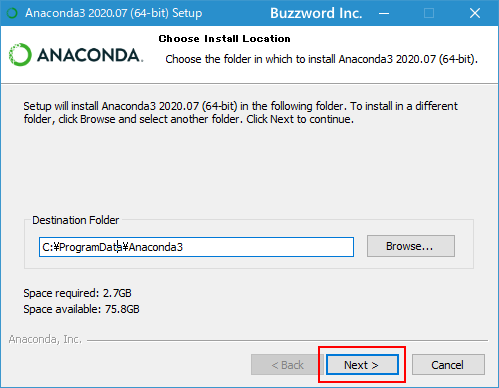 Anaconda3 2020.07 (64-bit) Setup
Buzzword Inc.
ANACONDA.
Choose Install Location
Choose the folder in which to install Anaconda3 2020.07 (64-bit).
Setup will install Anaconda3 2020.07 (64-bit) in the following folder. To install in a different
folder, click Browse and select another folder. Click Next to continue.
Destination Folder
C:¥ProgramData¥Anaconda3
Browse...
Space required: 2.7GB
Space available: 75.8GB
Anaconda, Inc.
< Back
Next >
Cancel